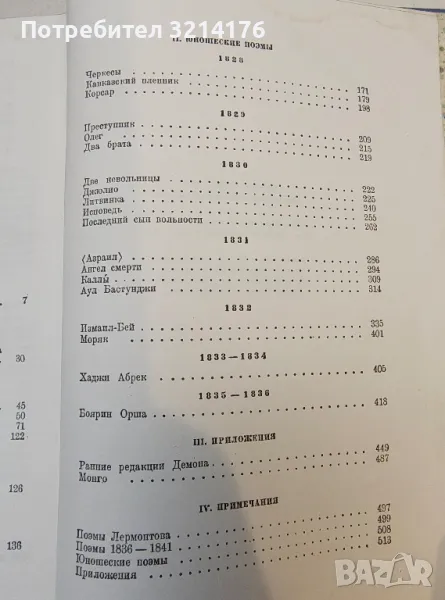 Потребител 3214176
II. ЮНОШЕСКИЕ ПОЭМЫ
1828
Черкесы 171
Кавказский пленник 179
Корсар 198
1829
Преступник 209
Олег 215
Два брата 219
1830
Две невольницы 222
Джюлио 225
Литвинка 240
Исповедь 255
Последний сын вольности 262
1831
⟨Азраил⟩ 286
Ангел смерти 294
Каллы́ 309
Аул Бастунджи 314
1832
Измаил-Бей 335
Моряк 401
1833—1834
Хаджи Абрек 405
1835—1836
Боярин Орша 413
III. ПРИЛОЖЕНИЯ
Ранние редакции Демона 449
Монго 487
IV. ПРИМЕЧАНИЯ
Поэмы Лермонтова 497
Поэмы 1836—1841 499
Юношеские поэмы 508
Приложения 513
7
30
45
50
71
122
126
136
BAZAR